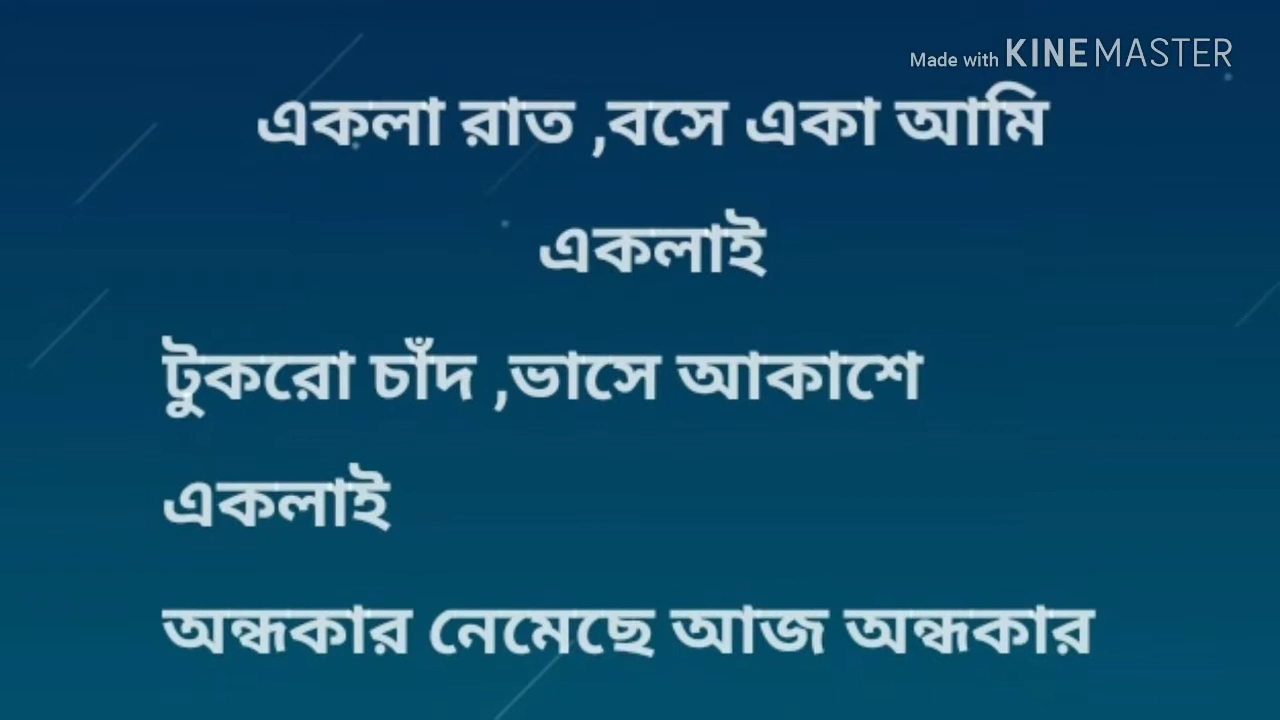 Made with KINEMASTER
একলা রাত ,বসে একা আমি
একলাই
টুকরো চাঁদ ,ভাসে আকাশে
একলাই
অন্ধকার নেমেছে আজ অন্ধকার